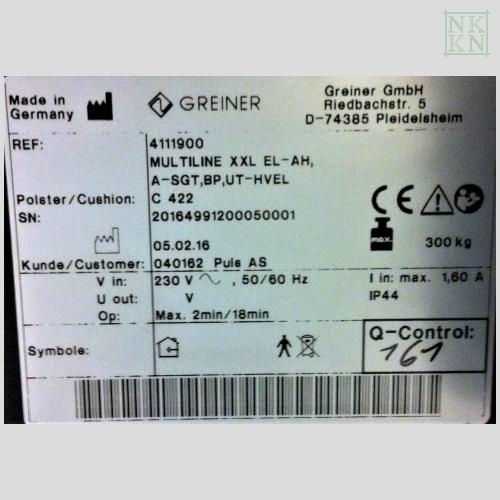 NK
KN
Made in
Germany
GREINER
Greiner GmbH
Riedbachstr. 5
D-74385 Pleidelsheim
REF: 4111900
MULTILINE XXL EL-AH,
A-SGT,BP,UT-HVEL
Polster/Cushion: C 422
SN: 20164991200050001
CE
05.02.16
max. 300 kg
Kunde/Customer: 040162 Puls AS
V in: 230 V , 50/60 Hz I in: max. 1,60 A
U out: V IP44
Op: Max. 2min/18min
Symbole:
Q-Control:
161